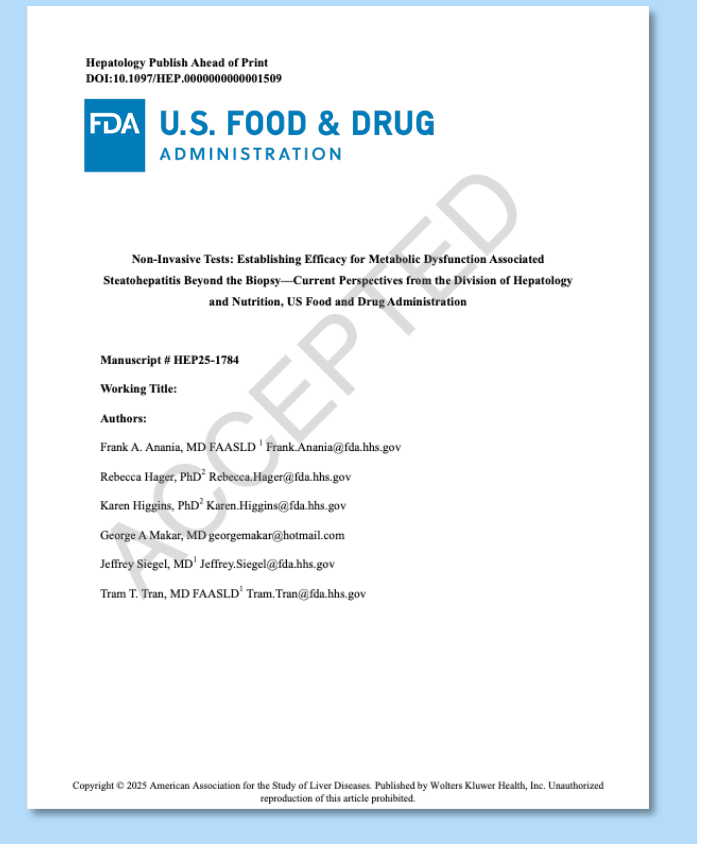 Hepatology Publish Ahead of Print
DOI:10.1097/HEP.0000000000001509
FDA U.S. FOOD & DRUG
ADMINISTRATION
Non-Invasive Tests: Establishing Efficacy for Metabolic Dysfunction Associated
Steatohepatitis Beyond the Biopsy—Current Perspectives from the Division of Hepatology
and Nutrition, US Food and Drug Administration
Manuscript # HEP25-1784
Working Title:
Authors:
Frank A. Anania, MD FAASLD 1 Frank.Anania@fda.hhs.gov
Rebecca Hager, PhD2 Rebecca.Hager@fda.hhs.gov
Karen Higgins, PhD2 Karen.Higgins@fda.hhs.gov
George A Makar, MD georgemakar@hotmail.com
Jeffrey Siegel, MD1 Jeffrey.Siegel@fda.hhs.gov
Tram T. Tran, MD FAASLD1 Tram.Tran@fda.hhs.gov
ACCEPTED
Copyright © 2025 American Association for the Study of Liver Diseases. Published by Wolters Kluwer Health, Inc. Unauthorized
reproduction of this article prohibited.